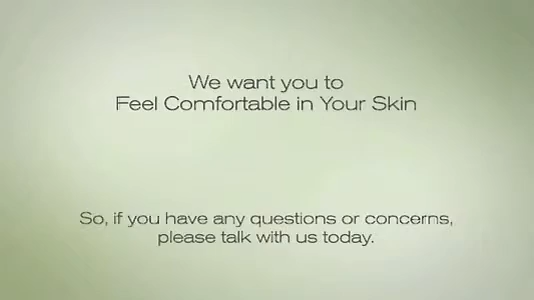 We want you to
Feel Comfortable in Your Skin
So, if you have any questions or concerns,
please talk with us today.